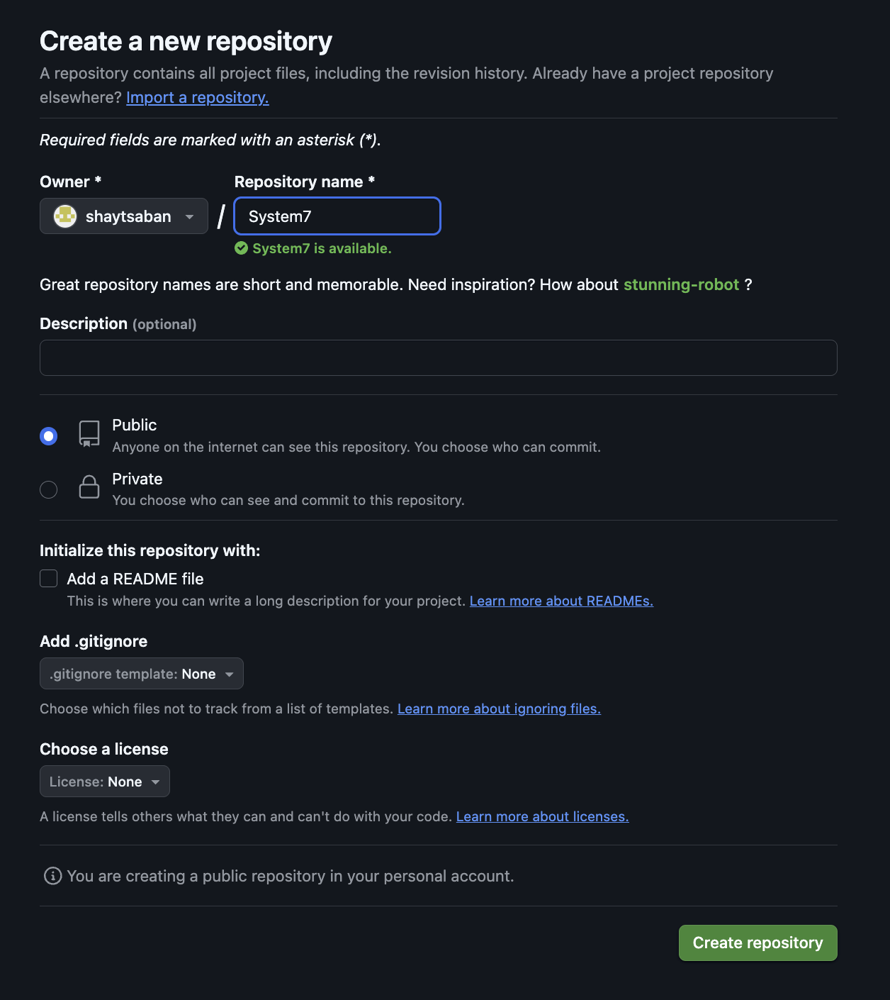 Create a new repository
A repository contains all project files, including the revision history. Already have a project repository
elsewhere? Import a repository.
Required fields are marked with an asterisk (*).
Owner * Repository name *
shaytsaban / System7
System7 is available.
Great repository names are short and memorable. Need inspiration? How about stunning-robot ?
Description (optional)
Public
Anyone on the internet can see this repository. You choose who can commit.
Private
You choose who can see and commit to this repository.
Initialize this repository with:
Add a README file
This is where you can write a long description for your project. Learn more about READMEs.
Add .gitignore
.gitignore template: None
Choose which files not to track from a list of templates. Learn more about ignoring files.
Choose a license
License: None
A license tells others what they can and can't do with your code. Learn more about licenses.
You are creating a public repository in your personal account.
Create repository